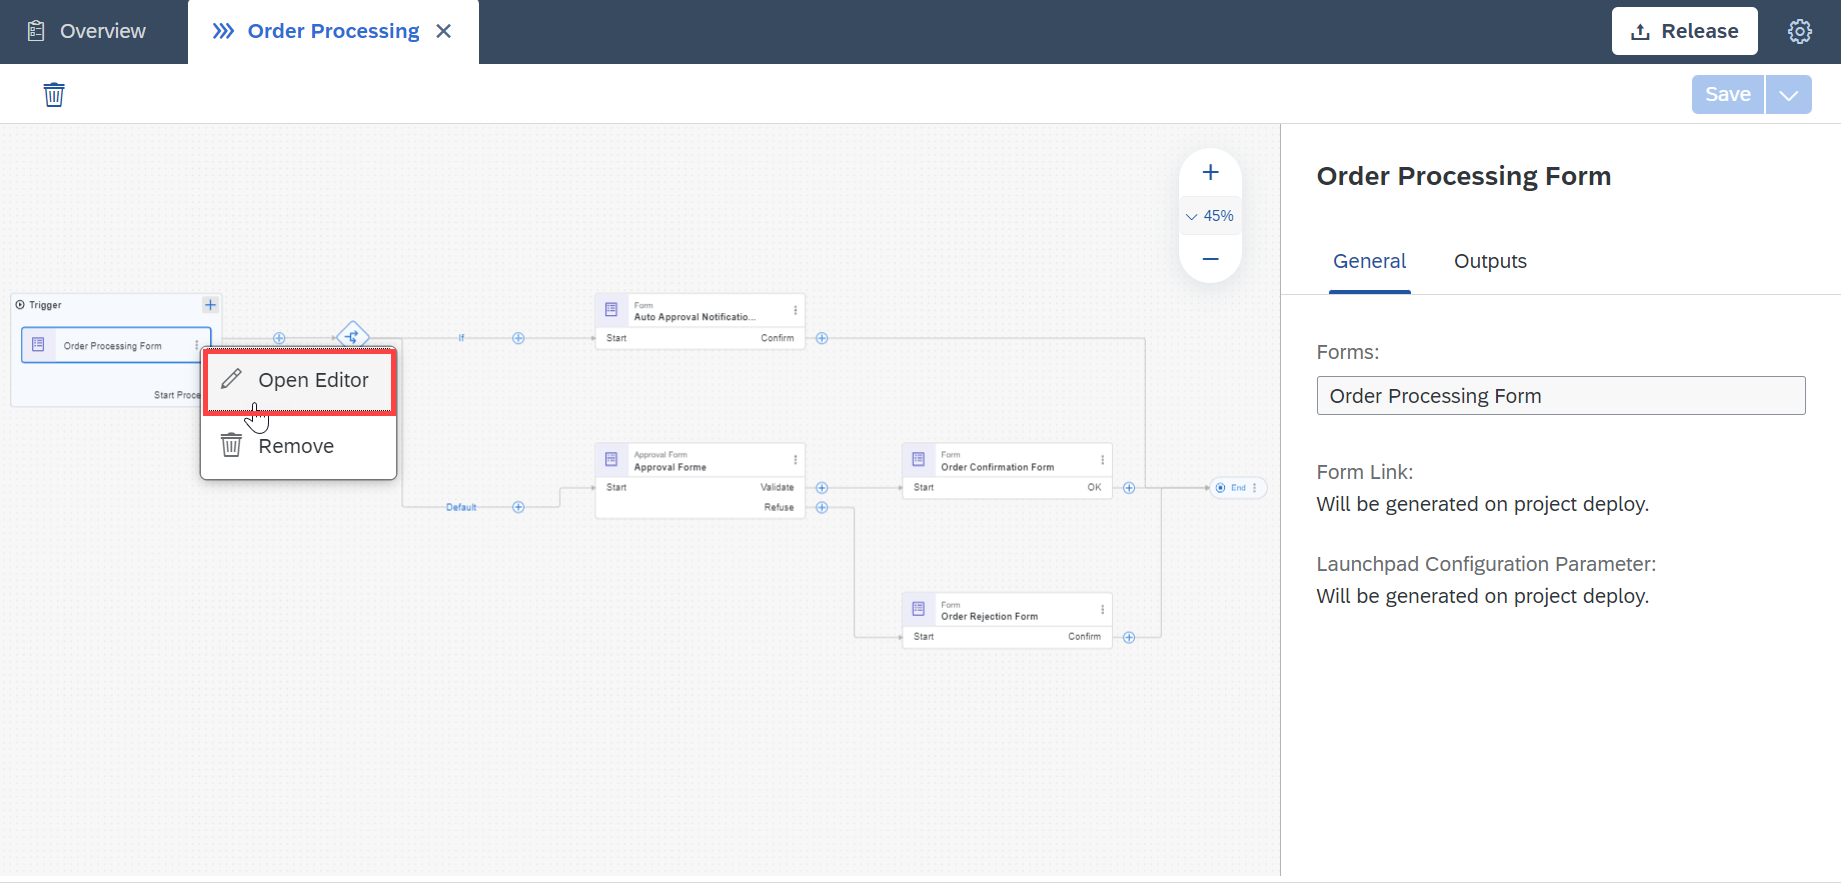 Overview
Order Processing
Release
Save
45%
Trigger
Order Processing Form
Start Proce
Open Editor
Remove
If
Default
Form
Auto Approval Notificatio...
Start
Confirm
Approval Form
Approval Forme
Start
Validate
Refuse
Form
Order Confirmation Form
Start
OK
Form
Order Rejection Form
Start
Confirm
End
Order Processing Form
General
Outputs
Forms:
Order Processing Form
Form Link:
Will be generated on project deploy.
Launchpad Configuration Parameter:
Will be generated on project deploy.